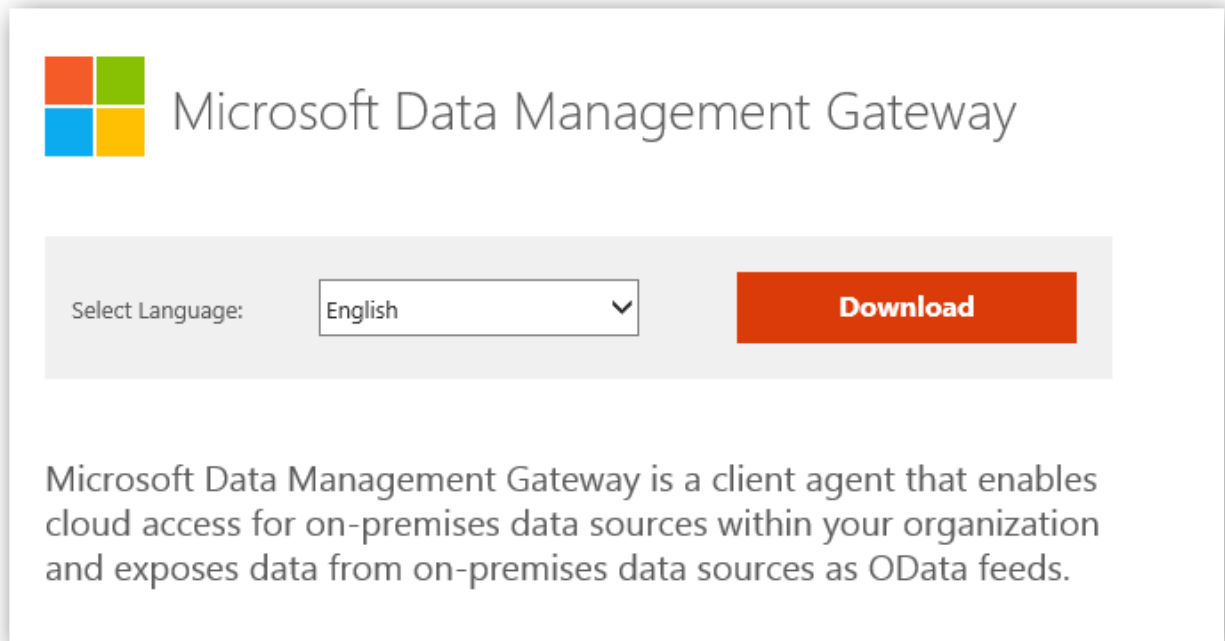 Microsoft Data Management Gateway
Select Language:
English
Download
Microsoft Data Management Gateway is a client agent that enables
cloud access for on-premises data sources within your organization
and exposes data from on-premises data sources as OData feeds.